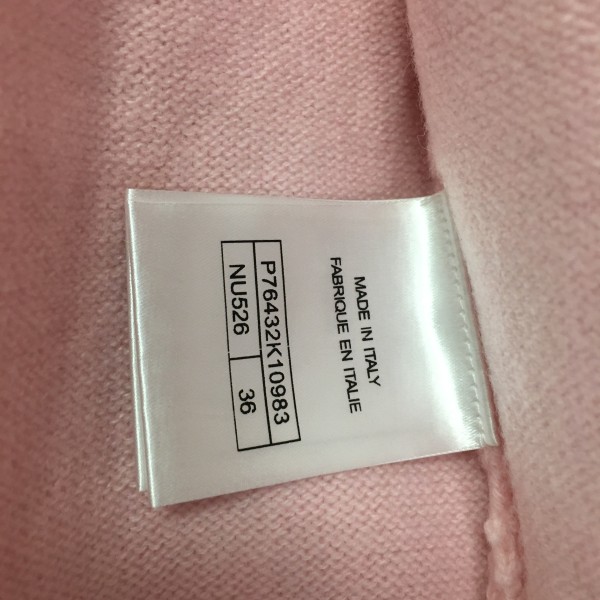 MADE IN ITALY
FABRIQUE EN ITALIE
P76432K10983
NU526 36